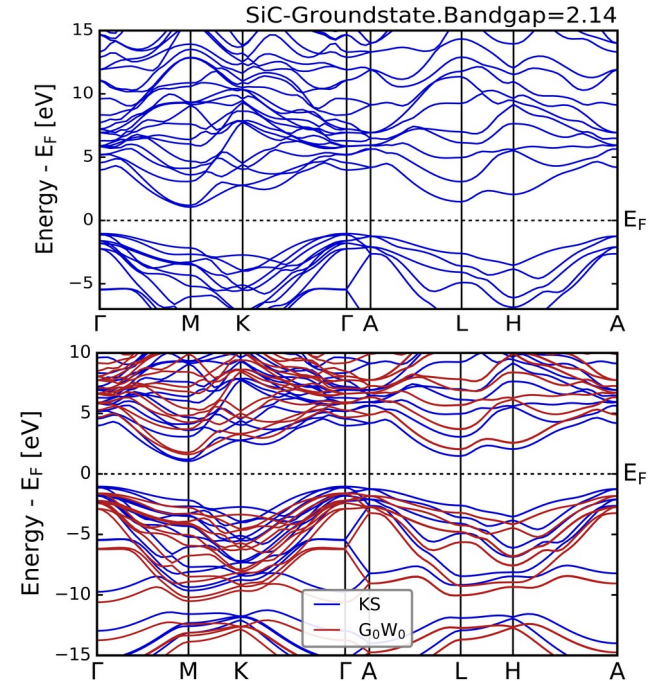 SiC-Groundstate.Bandgap=2.14
15
10
5
0
−5
Energy - E_F [eV]
E_F
Γ M K Γ A L H A
10
5
0
−5
−10
−15
Energy - E_F [eV]
E_F
KS
G₀W₀
Γ M K Γ A L H A